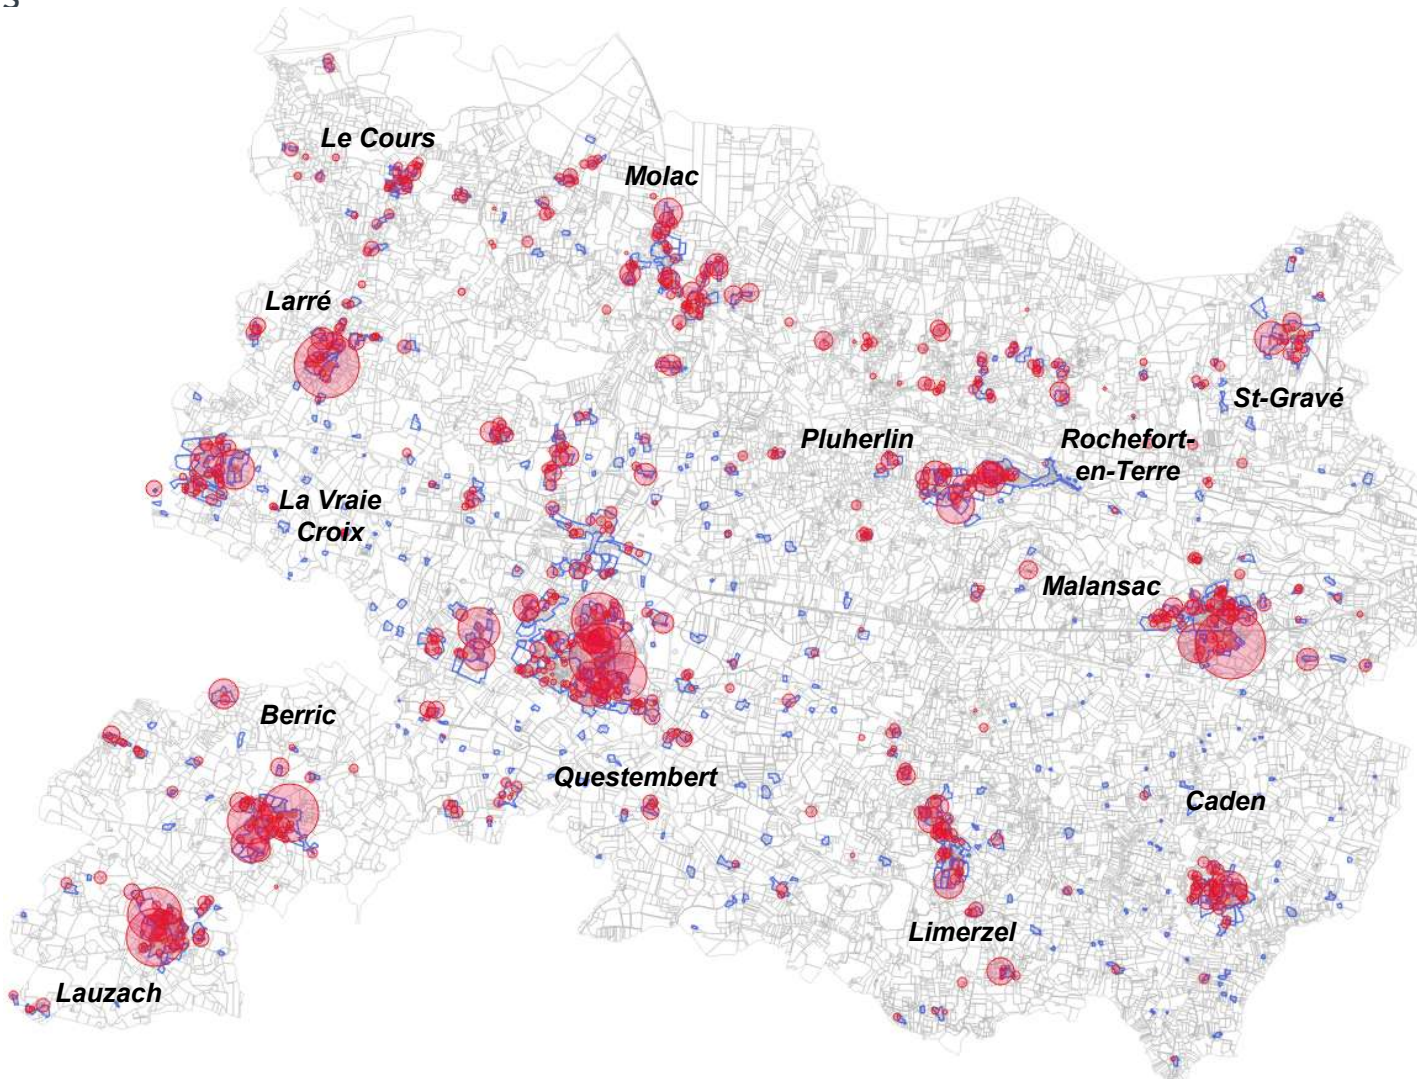 Le Cours
Molac
Larré
St-Gravé
Pluherlin
Rochefort-
en-Terre
La Vraie
Croix
Malansac
Berric
Questembert
Caden
Limerzel
Lauzach